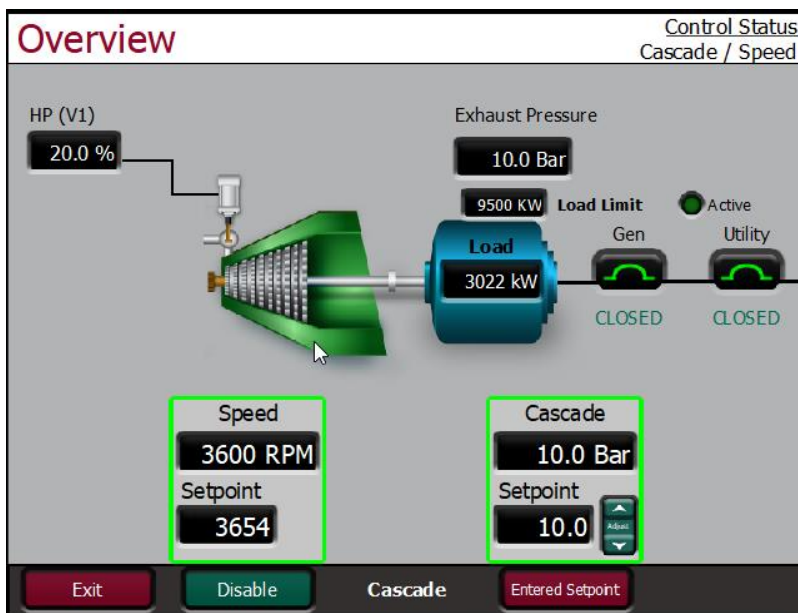 Overview
Control Status
Cascade / Speed
HP (V1)
20.0 %
Exhaust Pressure
10.0 Bar
9500 KW Load Limit Active
Gen Utility
Load
3022 kW
CLOSED CLOSED
Speed
3600 RPM
Setpoint
3654
Cascade
10.0 Bar
Setpoint
10.0
Adjust
Exit Disable Cascade Entered Setpoint